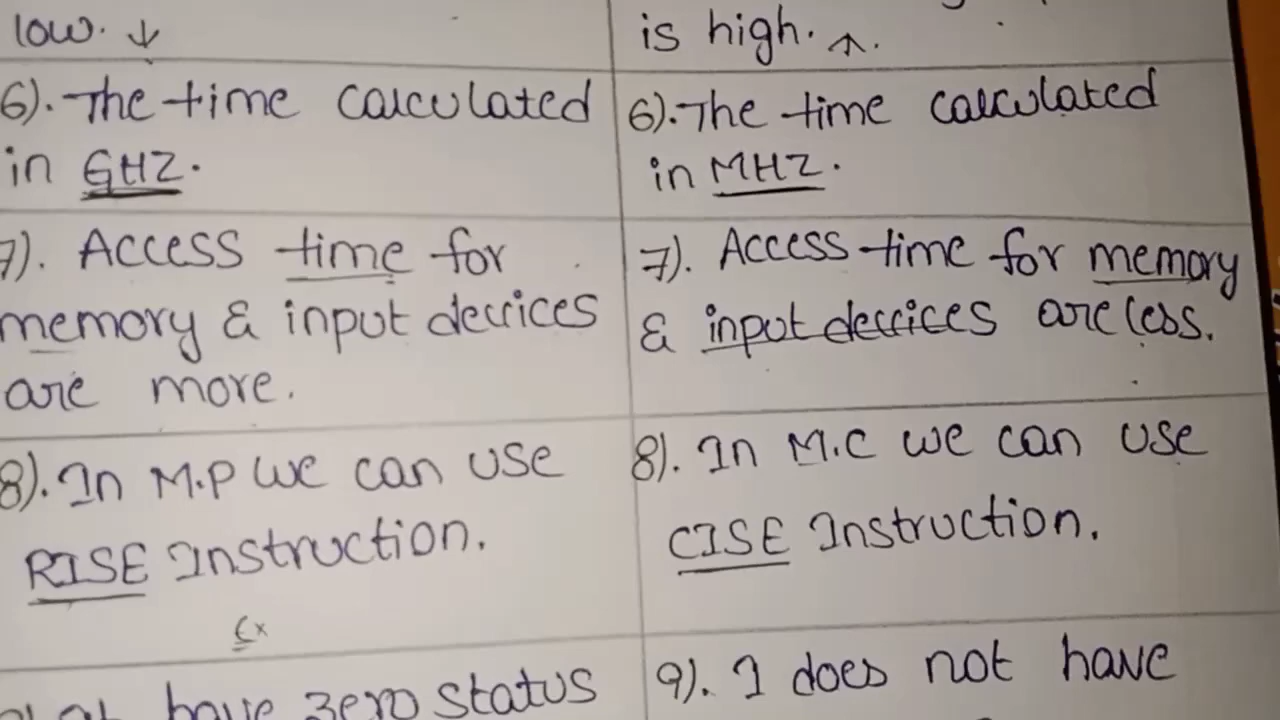 low. ↓
6). The time calculated
in GHZ.
7). Access time for
memory & input devices
are more.
8). In M.P we can use
RISE Instruction.
Ex
have zero status
is high. ↑.
6). The time calculated
in MHZ.
7). Access time for memory
& input devices are less.
8). In M.C we can use
CISE Instruction.
9). I does not have